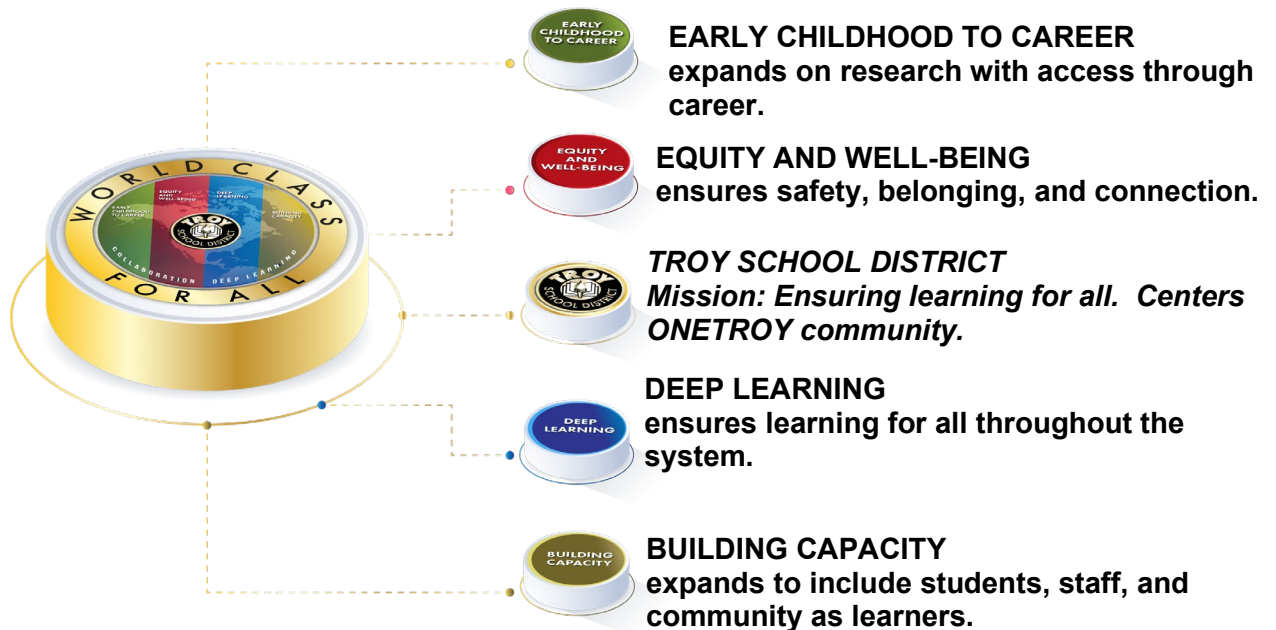 WORLD CLASS
FOR ALL
EARLY
CHILDHOOD
TO CAREER
EQUITY
AND
WELL-BEING
DEEP
LEARNING
BUILDING
CAPACITY
TROY
SCHOOL DISTRICT
COLLABORATION
DEEP LEARNING
EARLY
CHILDHOOD
TO CAREER
EARLY CHILDHOOD TO CAREER
expands on research with access through
career.
EQUITY
AND
WELL-BEING
EQUITY AND WELL-BEING
ensures safety, belonging, and connection.
TROY
SCHOOL DISTRICT
TROY SCHOOL DISTRICT
Mission: Ensuring learning for all.  Centers
ONETROY community.
DEEP
LEARNING
DEEP LEARNING
ensures learning for all throughout the
system.
BUILDING
CAPACITY
BUILDING CAPACITY
expands to include students, staff, and
community as learners.